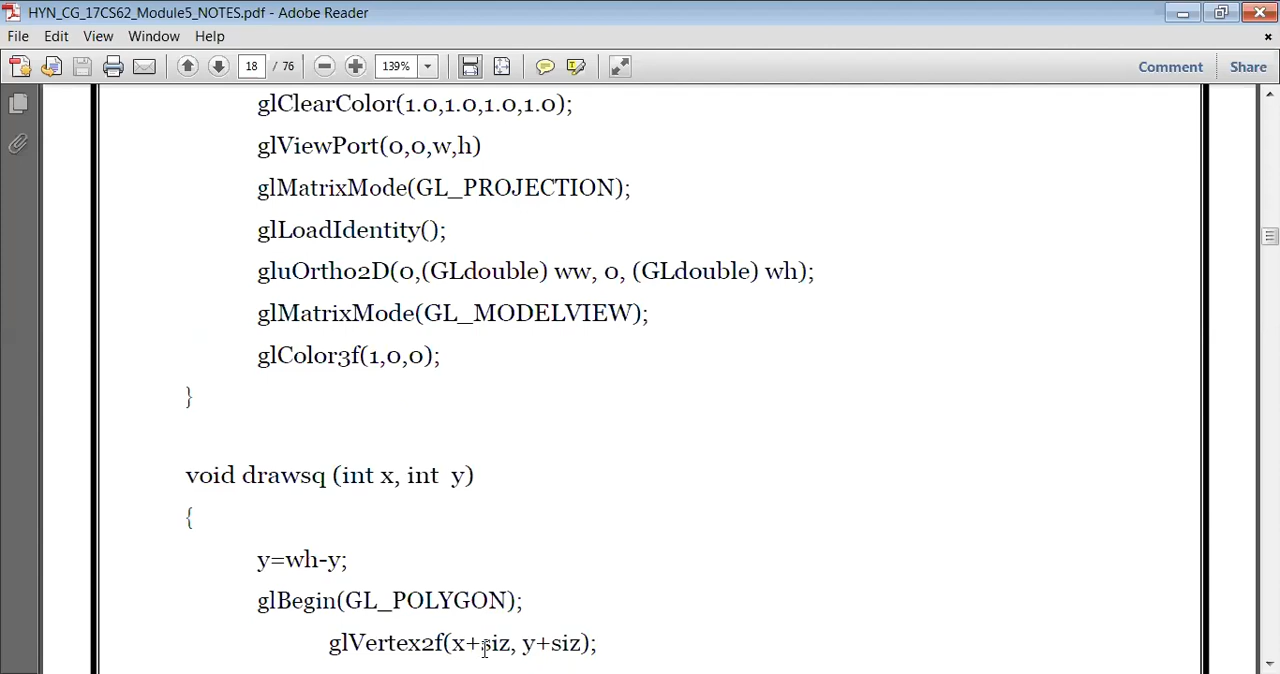 HYN_CG_17CS62_Module5_NOTES.pdf - Adobe Reader
File Edit View Window Help
18 / 76 139% Comment Share
glClearColor(1.0,1.0,1.0,1.0);
glViewPort(0,0,w,h)
glMatrixMode(GL_PROJECTION);
glLoadIdentity();
gluOrtho2D(0,(GLdouble) ww, 0, (GLdouble) wh);
glMatrixMode(GL_MODELVIEW);
glColor3f(1,0,0);
}
void drawsq (int x, int y)
{
y=wh-y;
glBegin(GL_POLYGON);
glVertex2f(x+siz, y+siz);